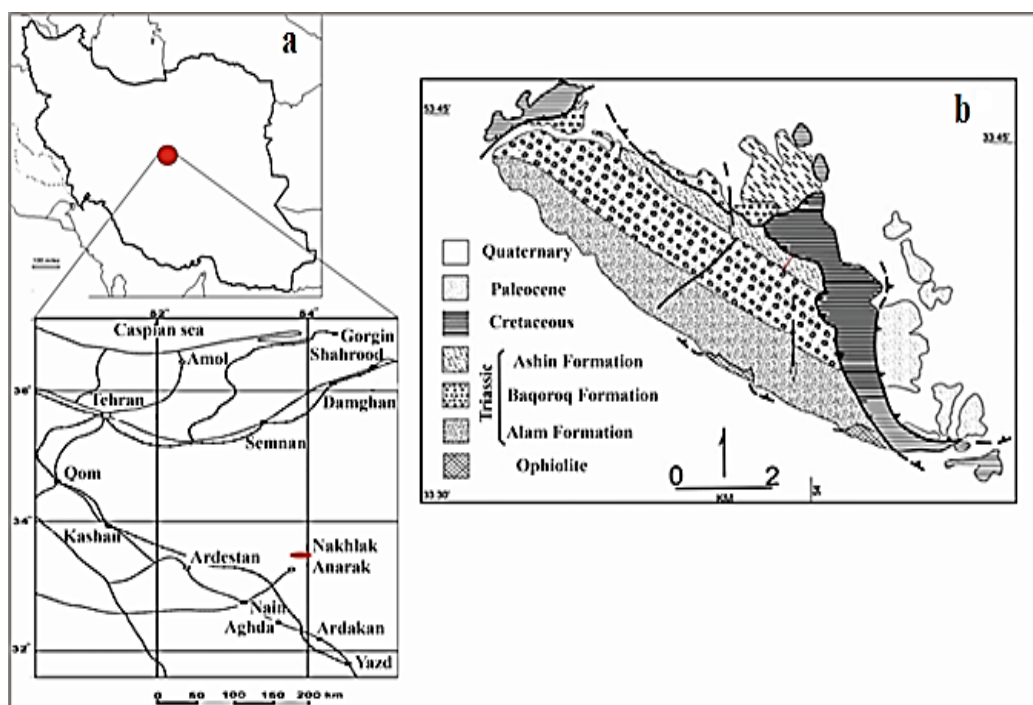 a
52
54
Caspian sea
Gorgin
Shahrood
Amol
36°
Damghan
Tehran
Semnan
Qom
34°
Kashan
Ardestan
Nakhlak
Anarak
Nain
Aghda
Ardakan
32°
Yazd
0 50 100 150 200 km
b
53 45'
33 45'
Quaternary
Paleocene
Cretaceous
Triassic
Ashin Formation
Baqoroq Formation
Alam Formation
Ophiolite
0 2
KM
33 30'